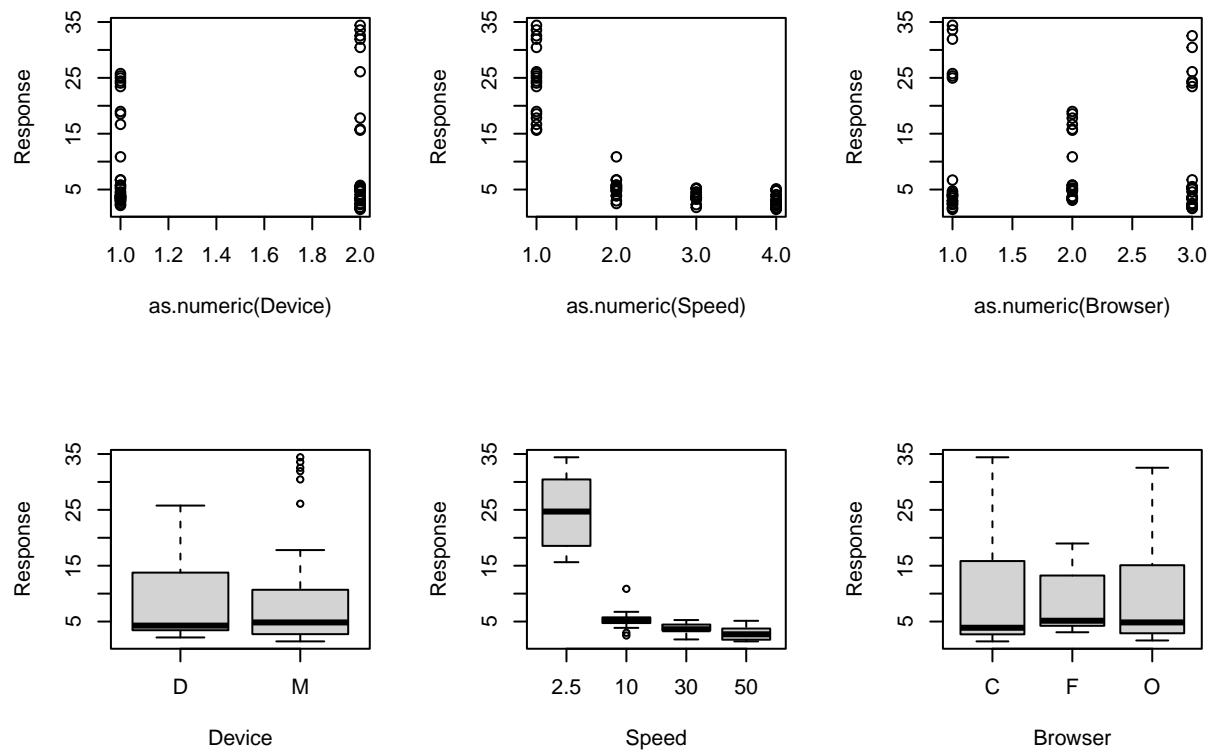 Response
35
25
15
5
1.0 1.2 1.4 1.6 1.8 2.0
as.numeric(Device)
Response
35
25
15
5
1.0 2.0 3.0 4.0
as.numeric(Speed)
Response
35
25
15
5
1.0 1.5 2.0 2.5 3.0
as.numeric(Browser)
Response
35
25
15
5
D M
Device
Response
35
25
15
5
2.5 10 30 50
Speed
Response
35
25
15
5
C F O
Browser